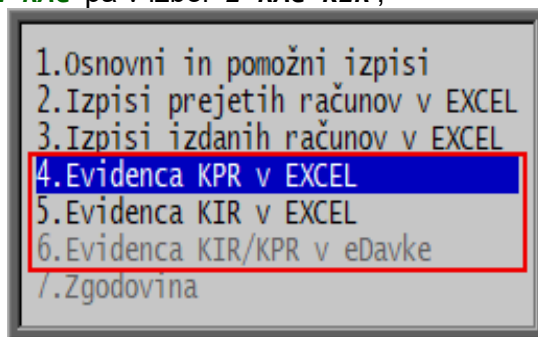 pa
1.Osnovni in pomožni izpisi
2.Izpisi prejetih računov v EXCEL
3.Izpisi izdanih računov v EXCEL
4.Evidenca KPR v EXCEL
5.Evidenca KIR v EXCEL
6.Evidenca KIR/KPR v eDavke
7.Zgodovina